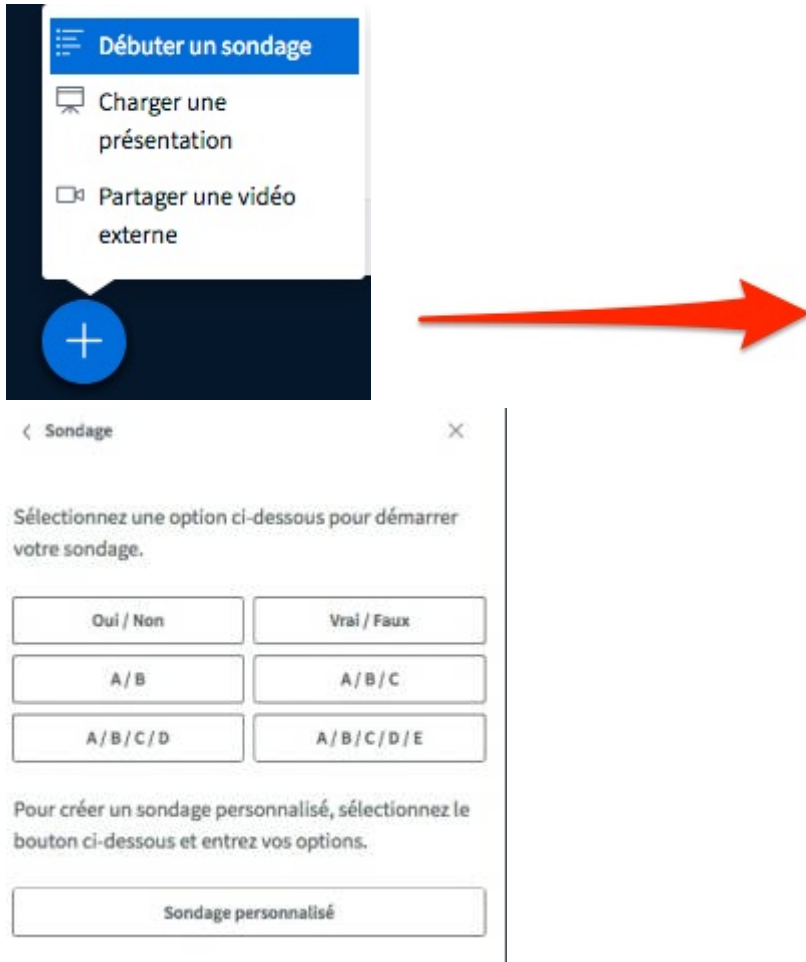 Débuter un sondage
Charger une
présentation
Partager une vidéo
externe
Sondage
Sélectionnez une option ci-dessous pour démarrer
votre sondage.
Oui / Non
Vrai / Faux
A / B
A / B / C
A / B / C / D
A / B / C / D / E
Pour créer un sondage personnalisé, sélectionnez le
bouton ci-dessous et entrez vos options.
Sondage personnalisé